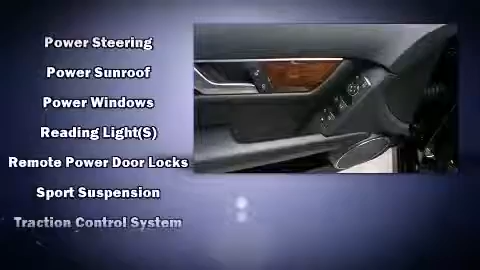 Power Steering
Power Sunroof
Power Windows
Reading Light(S)
Remote Power Door Locks
Sport Suspension
Traction Control System